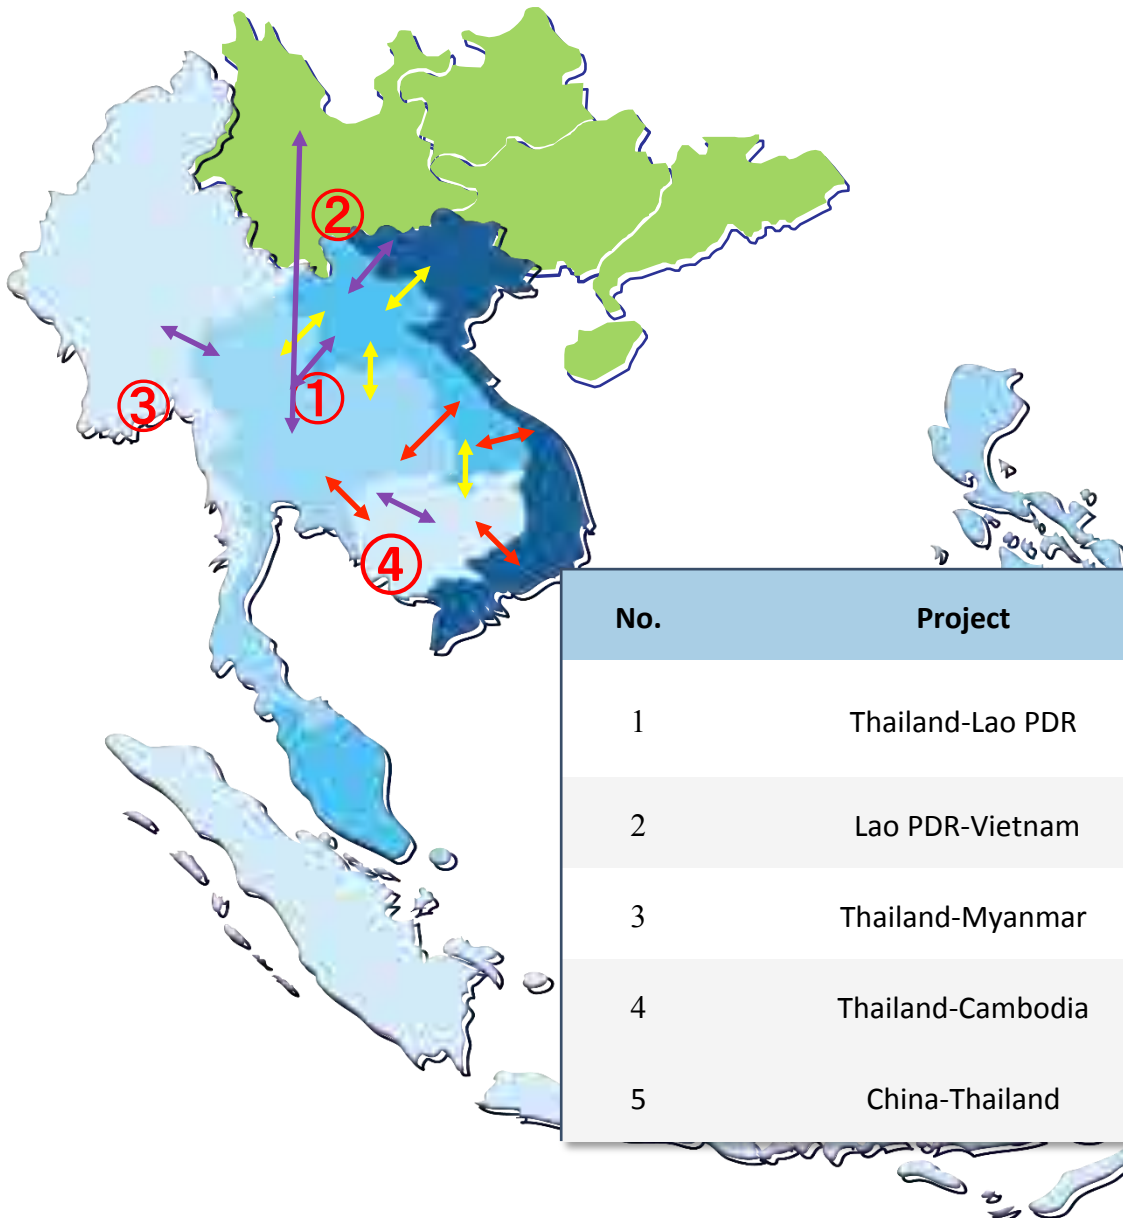 ②
①
③
④
No. Project
1 Thailand-Lao PDR
2 Lao PDR-Vietnam
3 Thailand-Myanmar
4 Thailand-Cambodia
5 China-Thailand